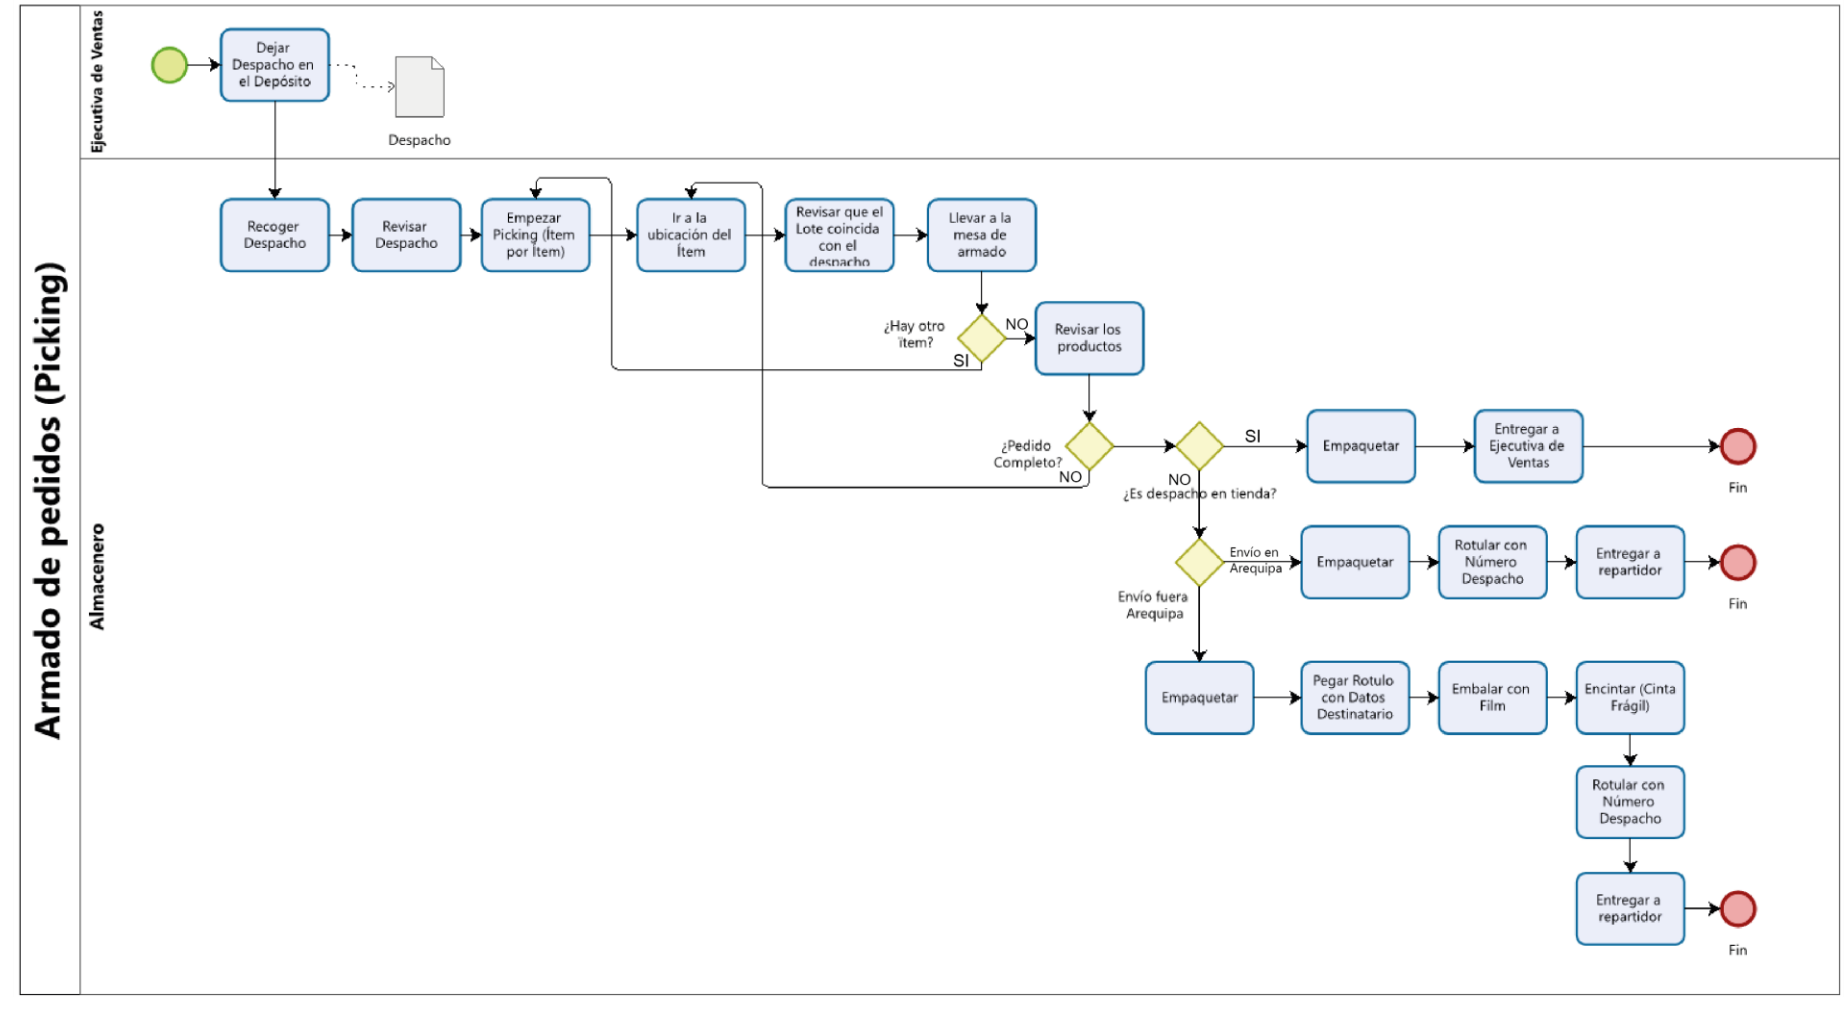 Armado de pedidos (Picking)
Ejecutiva de Ventas
Dejar
Despacho en
el Depósito
Despacho
Almacenero
Recoger
Despacho
Revisar
Despacho
Empezar
Picking (Ítem
por Ítem)
Ir a la
ubicación del
Ítem
Revisar que el
Lote coincida
con el
despacho
Llevar a la
mesa de
armado
¿Hay otro
ïtem?
NO
SI
Revisar los
productos
¿Pedido
Completo?
NO
SI
NO
¿Es despacho en tienda?
Empaquetar
Entregar a
Ejecutiva de
Ventas
Fin
Envío en
Arequipa
Empaquetar
Rotular con
Número
Despacho
Entregar a
repartidor
Fin
Envío fuera
Arequipa
Empaquetar
Pegar Rotulo
con Datos
Destinatario
Embalar con
Film
Encintar (Cinta
Frágil)
Rotular con
Número
Despacho
Entregar a
repartidor
Fin